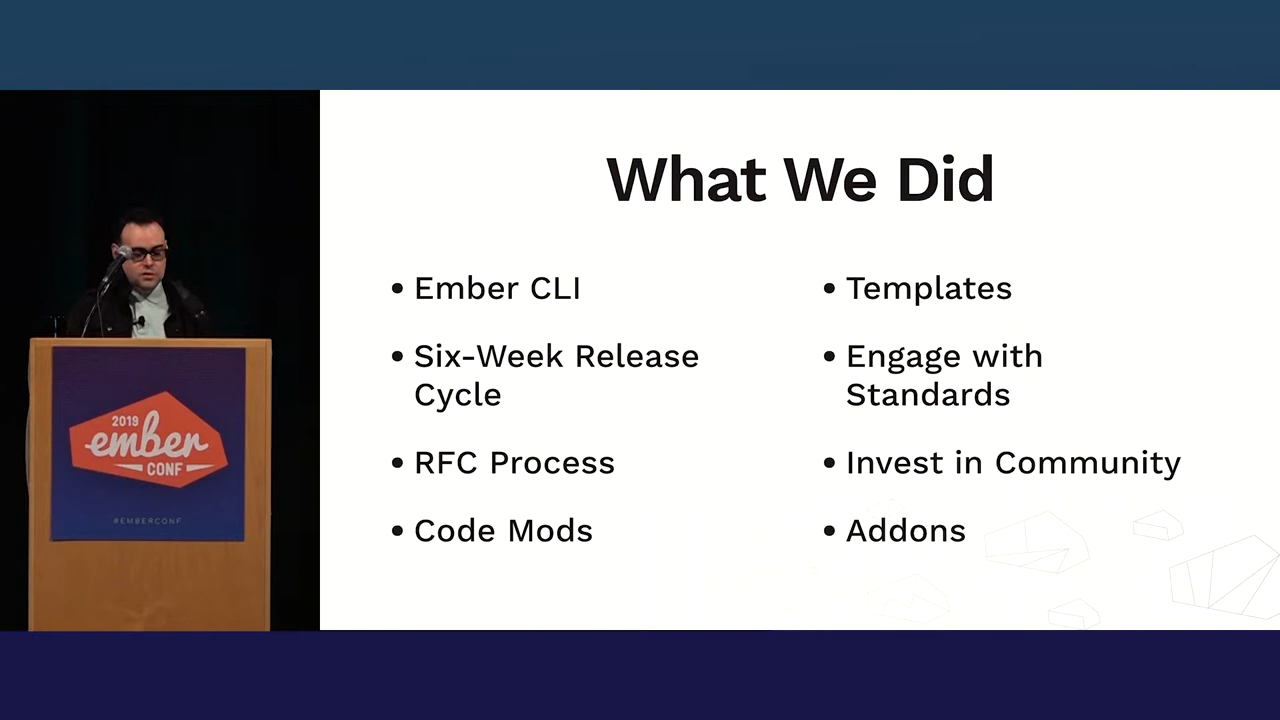 What We Did
• Ember CLI
• Six-Week Release
Cycle
• RFC Process
• Code Mods
• Templates
• Engage with
Standards
• Invest in Community
• Addons
2019
ember
CONF
#EMBERCONF